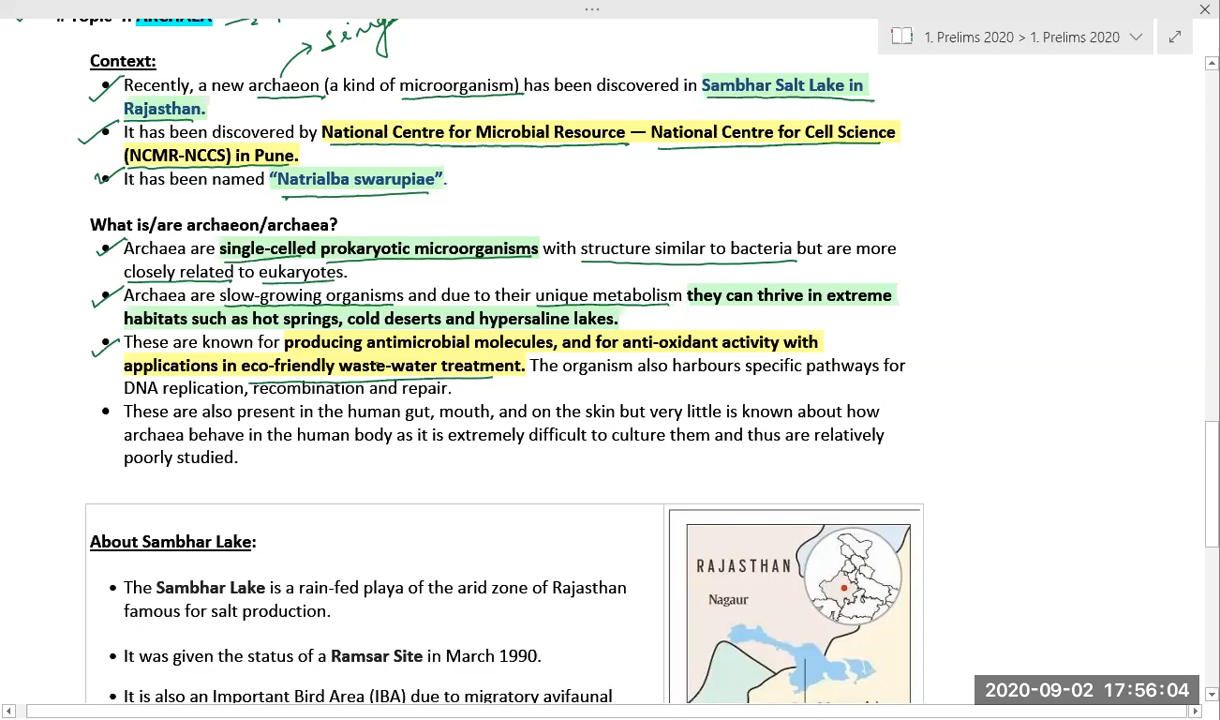 ...
ARCHAEA
1. Prelims 2020 > 1. Prelims 2020
Context:
• Recently, a new archaeon (a kind of microorganism) has been discovered in Sambhar Salt Lake in
Rajasthan.
• It has been discovered by National Centre for Microbial Resource — National Centre for Cell Science
(NCMR-NCCS) in Pune.
• It has been named “Natrialba swarupiae”.
What is/are archaeon/archaea?
• Archaea are single-celled prokaryotic microorganisms with structure similar to bacteria but are more
closely related to eukaryotes.
• Archaea are slow-growing organisms and due to their unique metabolism they can thrive in extreme
habitats such as hot springs, cold deserts and hypersaline lakes.
• These are known for producing antimicrobial molecules, and for anti-oxidant activity with
applications in eco-friendly waste-water treatment. The organism also harbours specific pathways for
DNA replication, recombination and repair.
• These are also present in the human gut, mouth, and on the skin but very little is known about how
archaea behave in the human body as it is extremely difficult to culture them and thus are relatively
poorly studied.
About Sambhar Lake:
• The Sambhar Lake is a rain-fed playa of the arid zone of Rajasthan
famous for salt production.
• It was given the status of a Ramsar Site in March 1990.
• It is also an Important Bird Area (IBA) due to migratory avifaunal
RAJASTHAN
Nagaur
2020-09-02 17:56:04